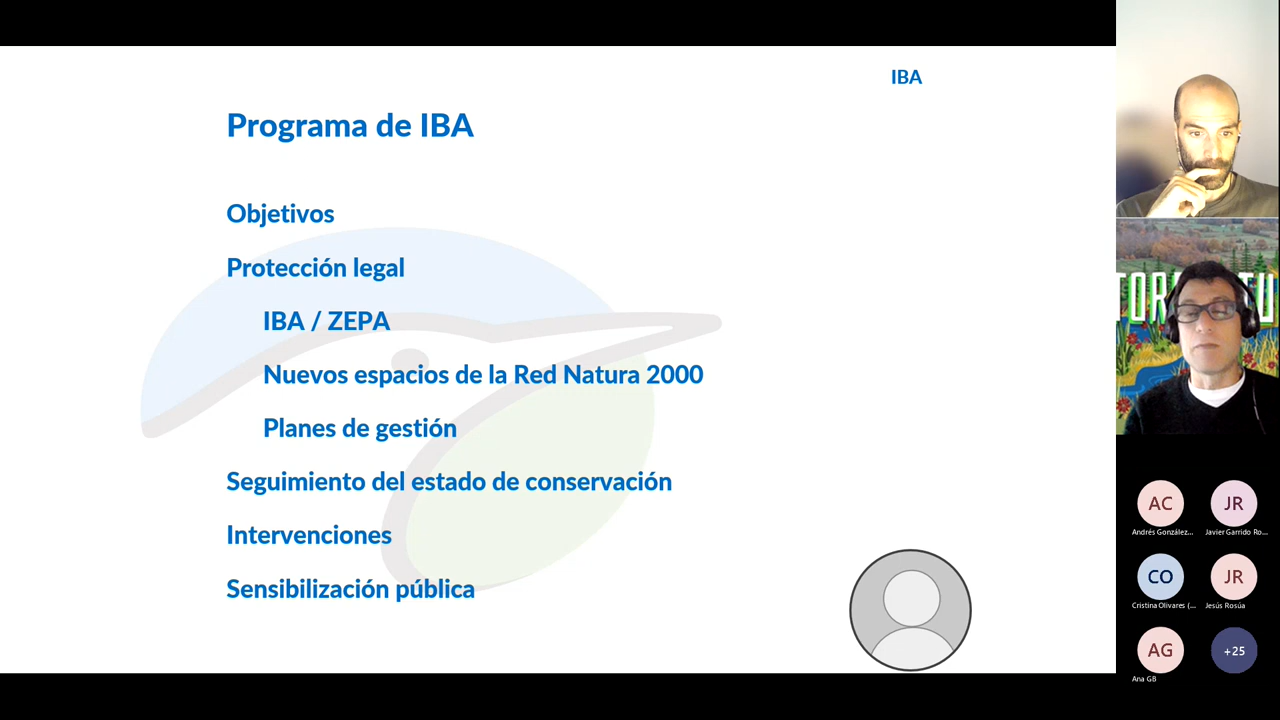 IBA
Programa de IBA
Objetivos
Protección legal
IBA / ZEPA
Nuevos espacios de la Red Natura 2000
Planes de gestión
Seguimiento del estado de conservación
Intervenciones
Sensibilización pública
AC
JR
Andrés González...
Javier Garrido Ro...
CO
JR
Cristina Olivares (...
Jesús Rosúa
AG
+25
Ana GB